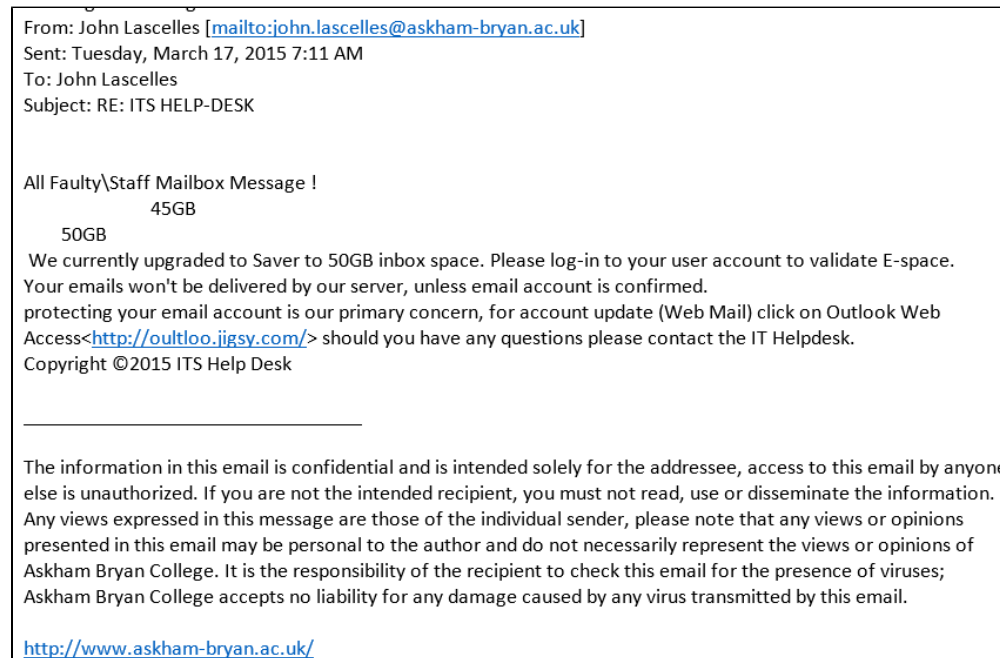 From: John Lascelles [mailto:john.lascelles@askham-bryan.ac.uk]
Sent: Tuesday, March 17, 2015 7:11 AM
To: John Lascelles
Subject: RE: ITS HELP-DESK
All Faulty\Staff Mailbox Message !
45GB
50GB
We currently upgraded to Saver to 50GB inbox space. Please log-in to your user account to validate E-space.
Your emails won't be delivered by our server, unless email account is confirmed.
protecting your email account is our primary concern, for account update (Web Mail) click on Outlook Web
Access<http://oultloo.jigsy.com/> should you have any questions please contact the IT Helpdesk.
Copyright ©2015 ITS Help Desk
The information in this email is confidential and is intended solely for the addressee, access to this email by anyone
else is unauthorized. If you are not the intended recipient, you must not read, use or disseminate the information.
Any views expressed in this message are those of the individual sender, please note that any views or opinions
presented in this email may be personal to the author and do not necessarily represent the views or opinions of
Askham Bryan College. It is the responsibility of the recipient to check this email for the presence of viruses;
Askham Bryan College accepts no liability for any damage caused by any virus transmitted by this email.
http://www.askham-bryan.ac.uk/